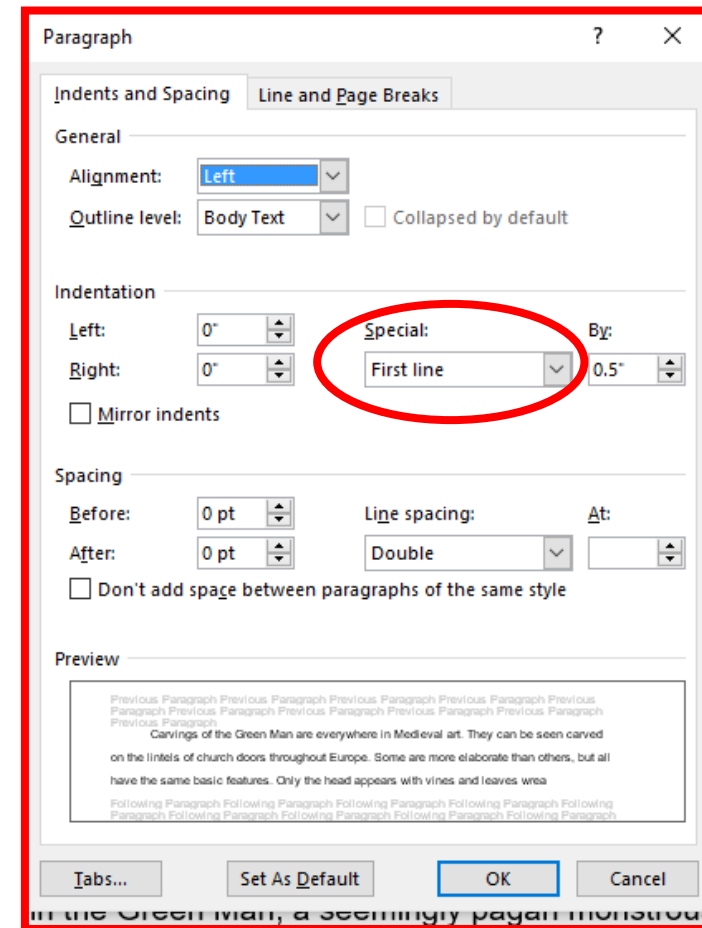 Paragraph ? ×
Indents and Spacing Line and Page Breaks
General
Alignment: Left
Outline level: Body Text Collapsed by default
Indentation
Left: 0" Special: By:
Right: 0" First line 0.5"
Mirror indents
Spacing
Before: 0 pt Line spacing: At:
After: 0 pt Double
Don't add space between paragraphs of the same style
Preview
Previous Paragraph Previous Paragraph Previous Paragraph Previous Paragraph Previous
Paragraph Previous Paragraph Previous Paragraph Previous Paragraph Previous Paragraph
Previous Paragraph
Carvings of the Green Man are everywhere in Medieval art. They can be seen carved
on the lintels of church doors throughout Europe. Some are more elaborate than others, but all
have the same basic features. Only the head appears with vines and leaves wrea
Following Paragraph Following Paragraph Following Paragraph Following Paragraph Following
Paragraph Following Paragraph Following Paragraph Following Paragraph Following Paragraph
Tabs... Set As Default OK Cancel
in the Green Man, a seemingly pagan monstrou